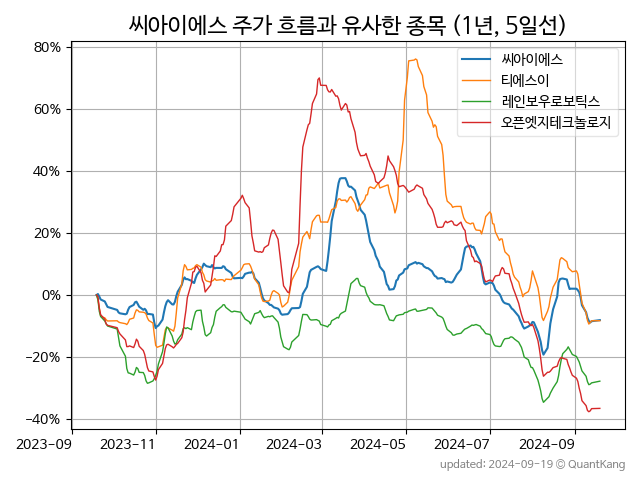 씨아이에스 주가 흐름과 유사한 종목 (1년, 5일선)
80%
60%
40%
20%
0%
−20%
−40%
씨아이에스
티에스이
레인보우로보틱스
오픈엣지테크놀로지
2023-09 2023-11 2024-01 2024-03 2024-05 2024-07 2024-09
updated: 2024-09-19 © QuantKang